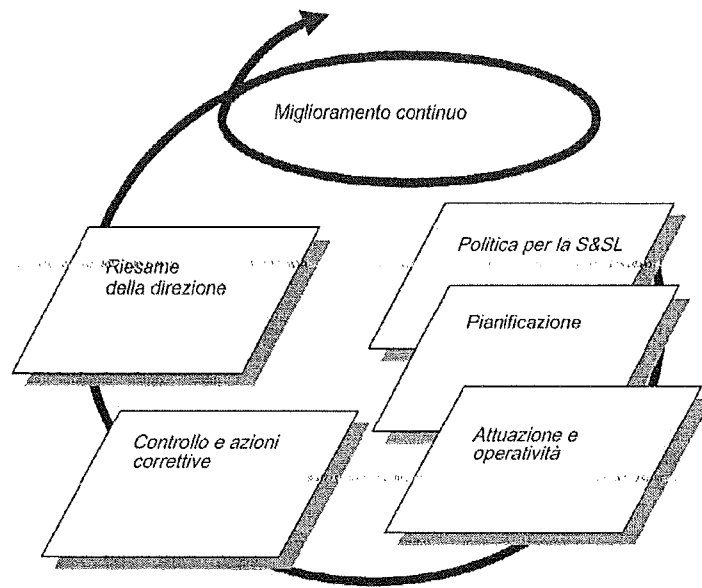 Miglioramento continuo
Politica per la S&SL
Riesame
della direzione
Pianificazione
Controllo e azioni
correttive
Attuazione e
operatività